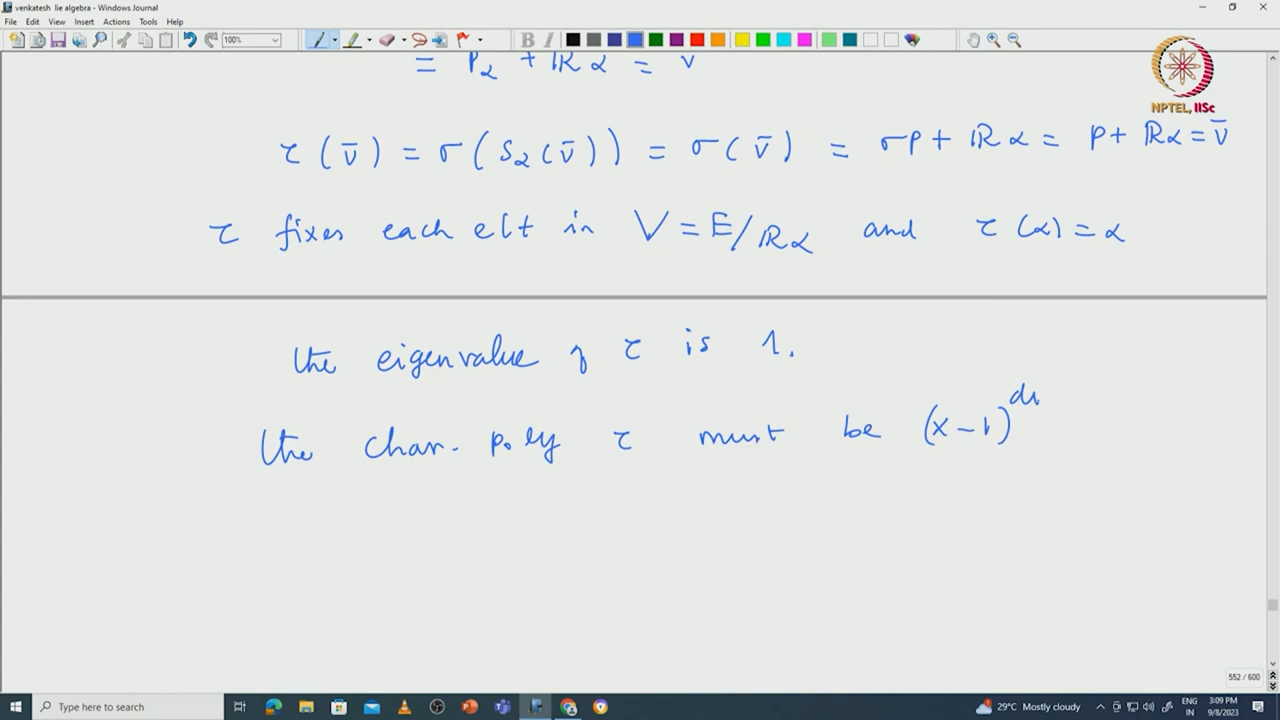 venkatesh lie algebra - Windows Journal
File Edit View Insert Actions Tools Help
100%
B I
= P₂ + ℝα = v
NPTEL, IISc
τ(v̄) = σ(S₂(v̄)) = σ(v̄) = σp + ℝα = p + ℝα = v̄
τ fixes each elt in V = E/ℝα and τ(α) = α
the eigenvalue of τ is 1.
the char. poly τ must be (x-1)^di
552 / 600
Type here to search
29°C Mostly cloudy
ENG
IN
3:09 PM
9/8/2023